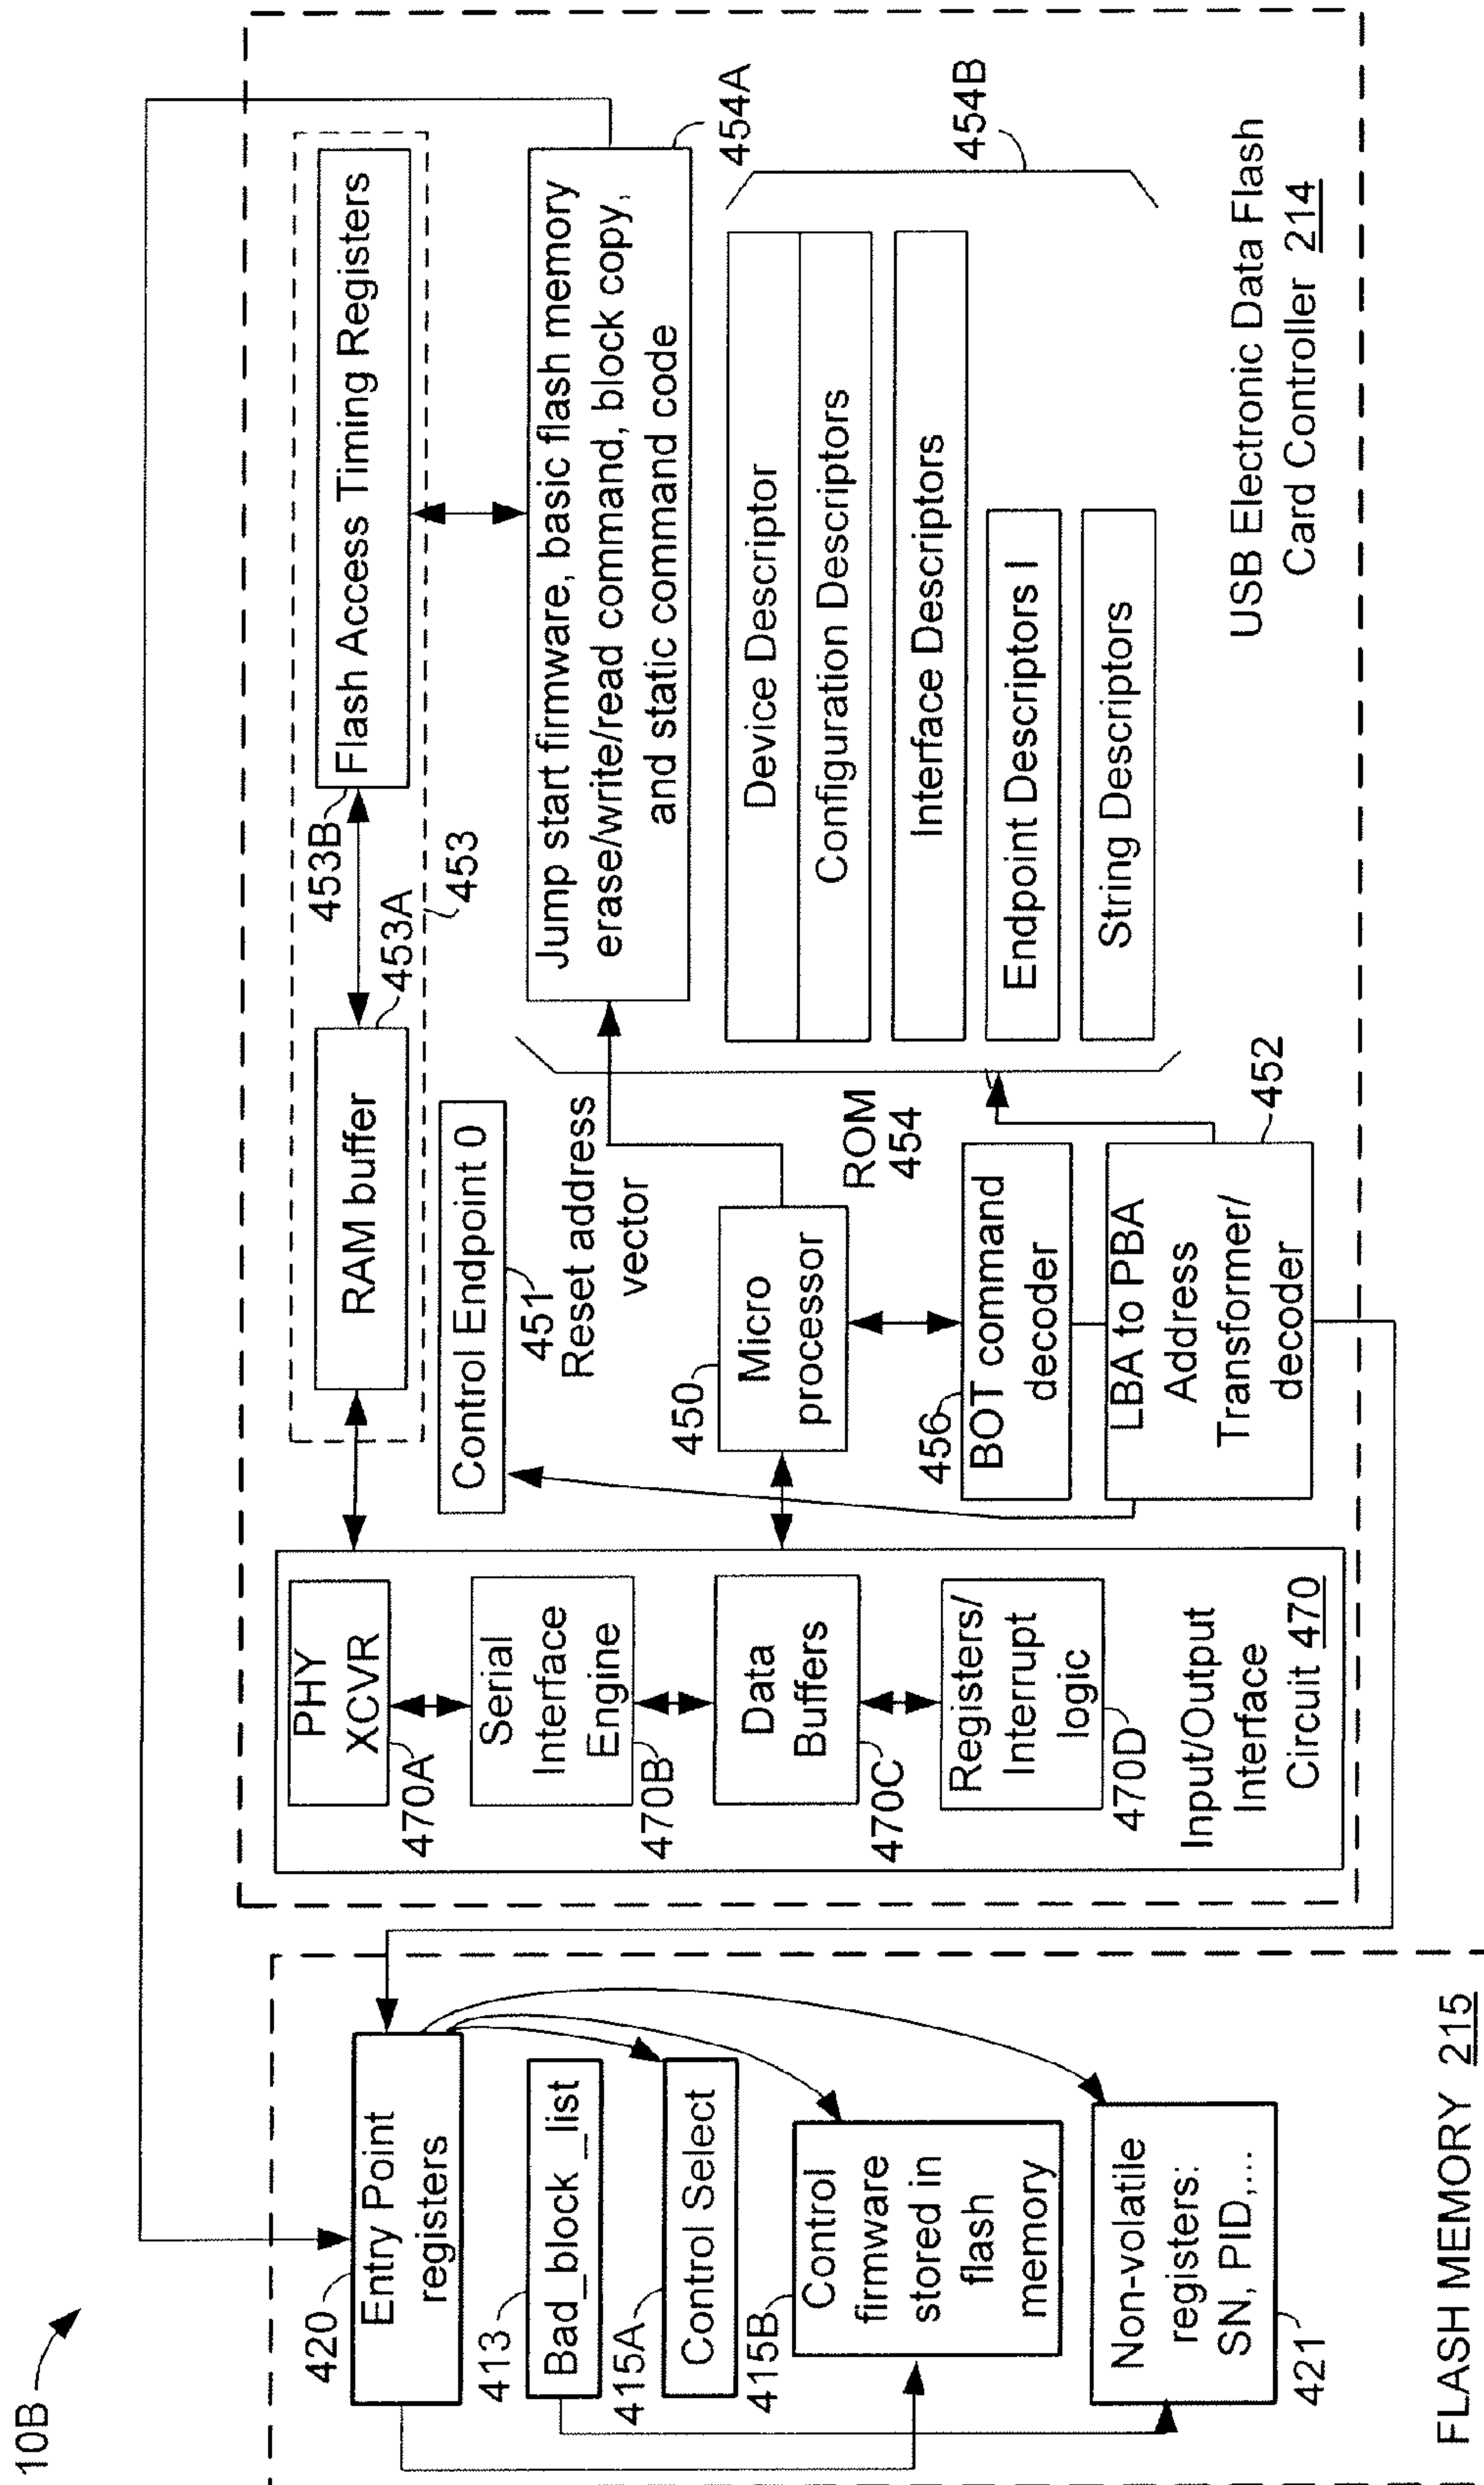 10B
Flash Access Timing Registers
453B
RAM buffer
453A
453
Control Endpoint 0
451
Reset address
vector
Jump start firmware, basic flash memory
erase/write/read command, block copy,
and static command code
454A
PHY
XCVR
470A
Serial
Interface
Engine
470B
Data
Buffers
470C
Registers/
Interrupt
logic
470D
Input/Output
Interface
Circuit 470
450
Micro
processor
ROM
454
456
BOT command
decoder
LBA to PBA
Address
Transformer/
decoder
452
Device Descriptor
Configuration Descriptors
Interface Descriptors
Endpoint Descriptors I
String Descriptors
454B
USB Electronic Data Flash
Card Controller 214
420
Entry Point
registers
413
Bad_block _list
415A
Control Select
415B
Control
firmware
stored in
flash
memory
Non-volatile
registers:
SN, PID,...
421
FLASH MEMORY 215